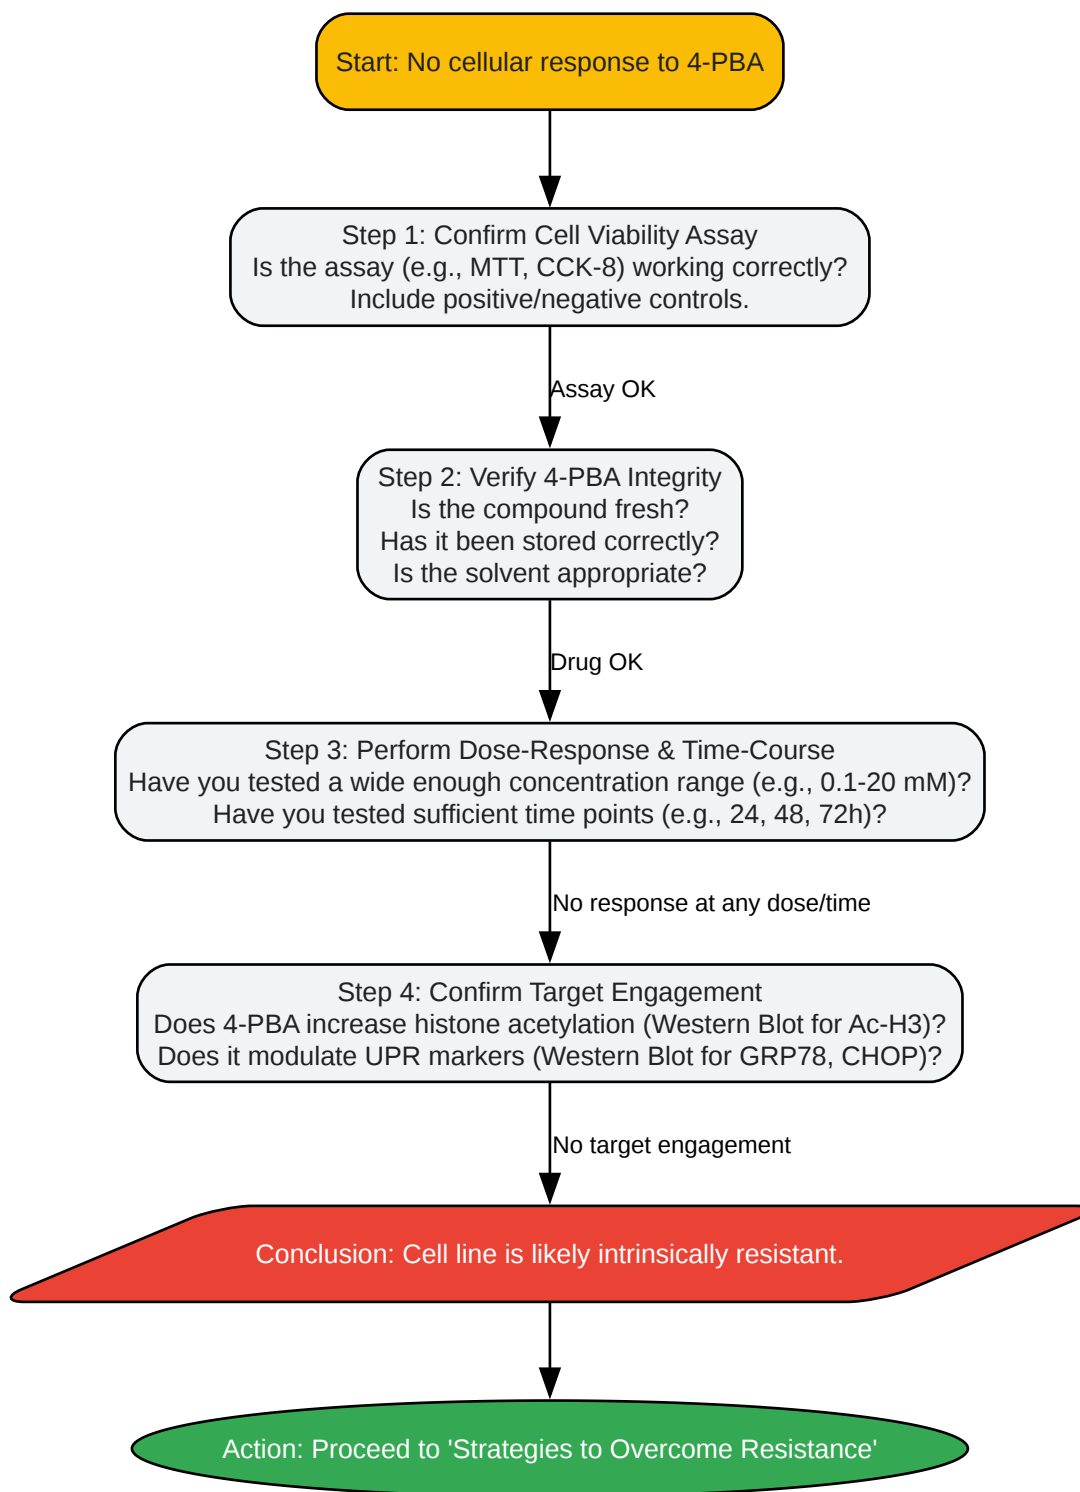 Start: No cellular response to 4-PBA
Step 1: Confirm Cell Viability Assay
Is the assay (e.g., MTT, CCK-8) working correctly?
Include positive/negative controls.
Assay OK
Step 2: Verify 4-PBA Integrity
Is the compound fresh?
Has it been stored correctly?
Is the solvent appropriate?
Drug OK
Step 3: Perform Dose-Response & Time-Course
Have you tested a wide enough concentration range (e.g., 0.1-20 mM)?
Have you tested sufficient time points (e.g., 24, 48, 72h)?
No response at any dose/time
Step 4: Confirm Target Engagement
Does 4-PBA increase histone acetylation (Western Blot for Ac-H3)?
Does it modulate UPR markers (Western Blot for GRP78, CHOP)?
No target engagement
Conclusion: Cell line is likely intrinsically resistant.
Action: Proceed to 'Strategies to Overcome Resistance'